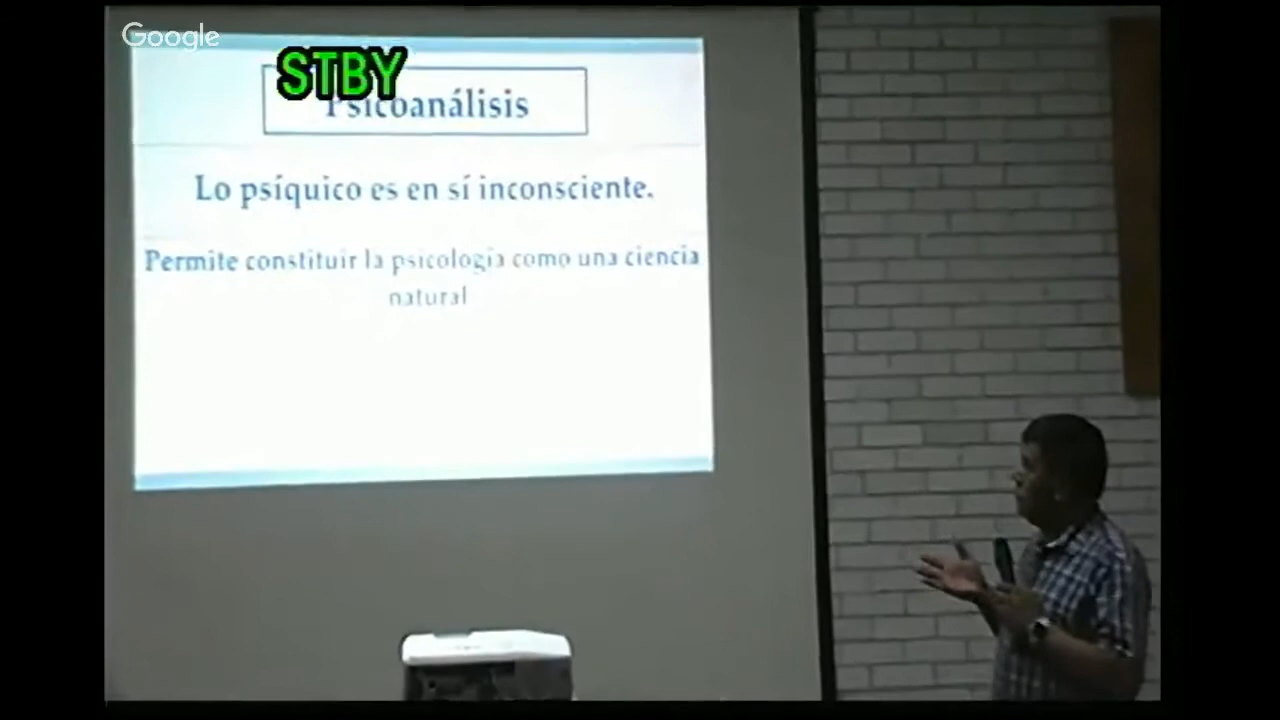 Google
STBY
Psicoanálisis
Lo psíquico es en sí inconsciente.
Permite constituir la psicología como una ciencia
natural